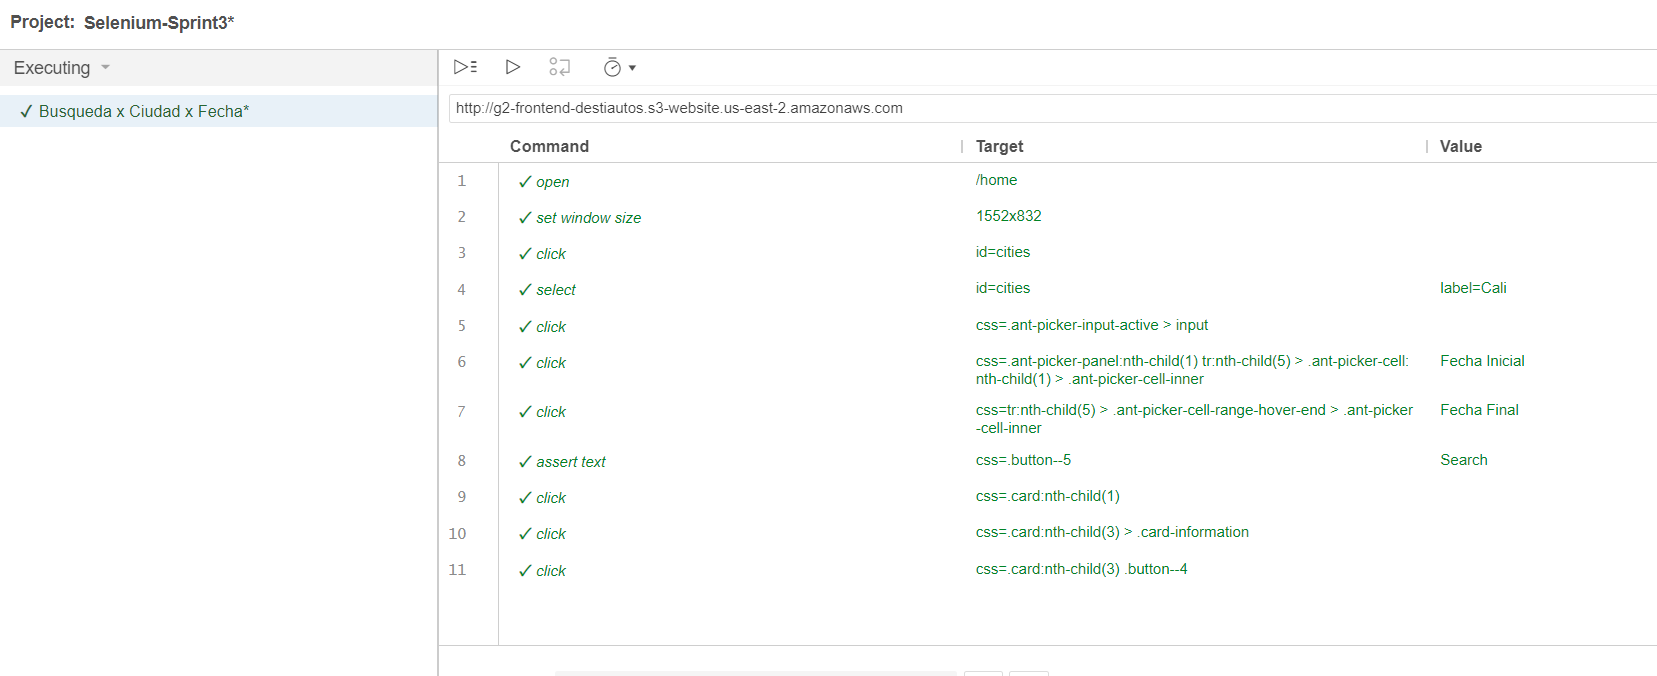 Project: Selenium-Sprint3*
Executing
✓ Busqueda x Ciudad x Fecha*
http://g2-frontend-destiautos.s3-website.us-east-2.amazonaws.com
Command Target Value
1 ✓ open /home
2 ✓ set window size 1552x832
3 ✓ click id=cities
4 ✓ select id=cities label=Cali
5 ✓ click css=.ant-picker-input-active > input
6 ✓ click css=.ant-picker-panel:nth-child(1) tr:nth-child(5) > .ant-picker-cell: Fecha Inicial
nth-child(1) > .ant-picker-cell-inner
7 ✓ click css=tr:nth-child(5) > .ant-picker-cell-range-hover-end > .ant-picker Fecha Final
-cell-inner
8 ✓ assert text css=.button--5 Search
9 ✓ click css=.card:nth-child(1)
10 ✓ click css=.card:nth-child(3) > .card-information
11 ✓ click css=.card:nth-child(3) .button--4